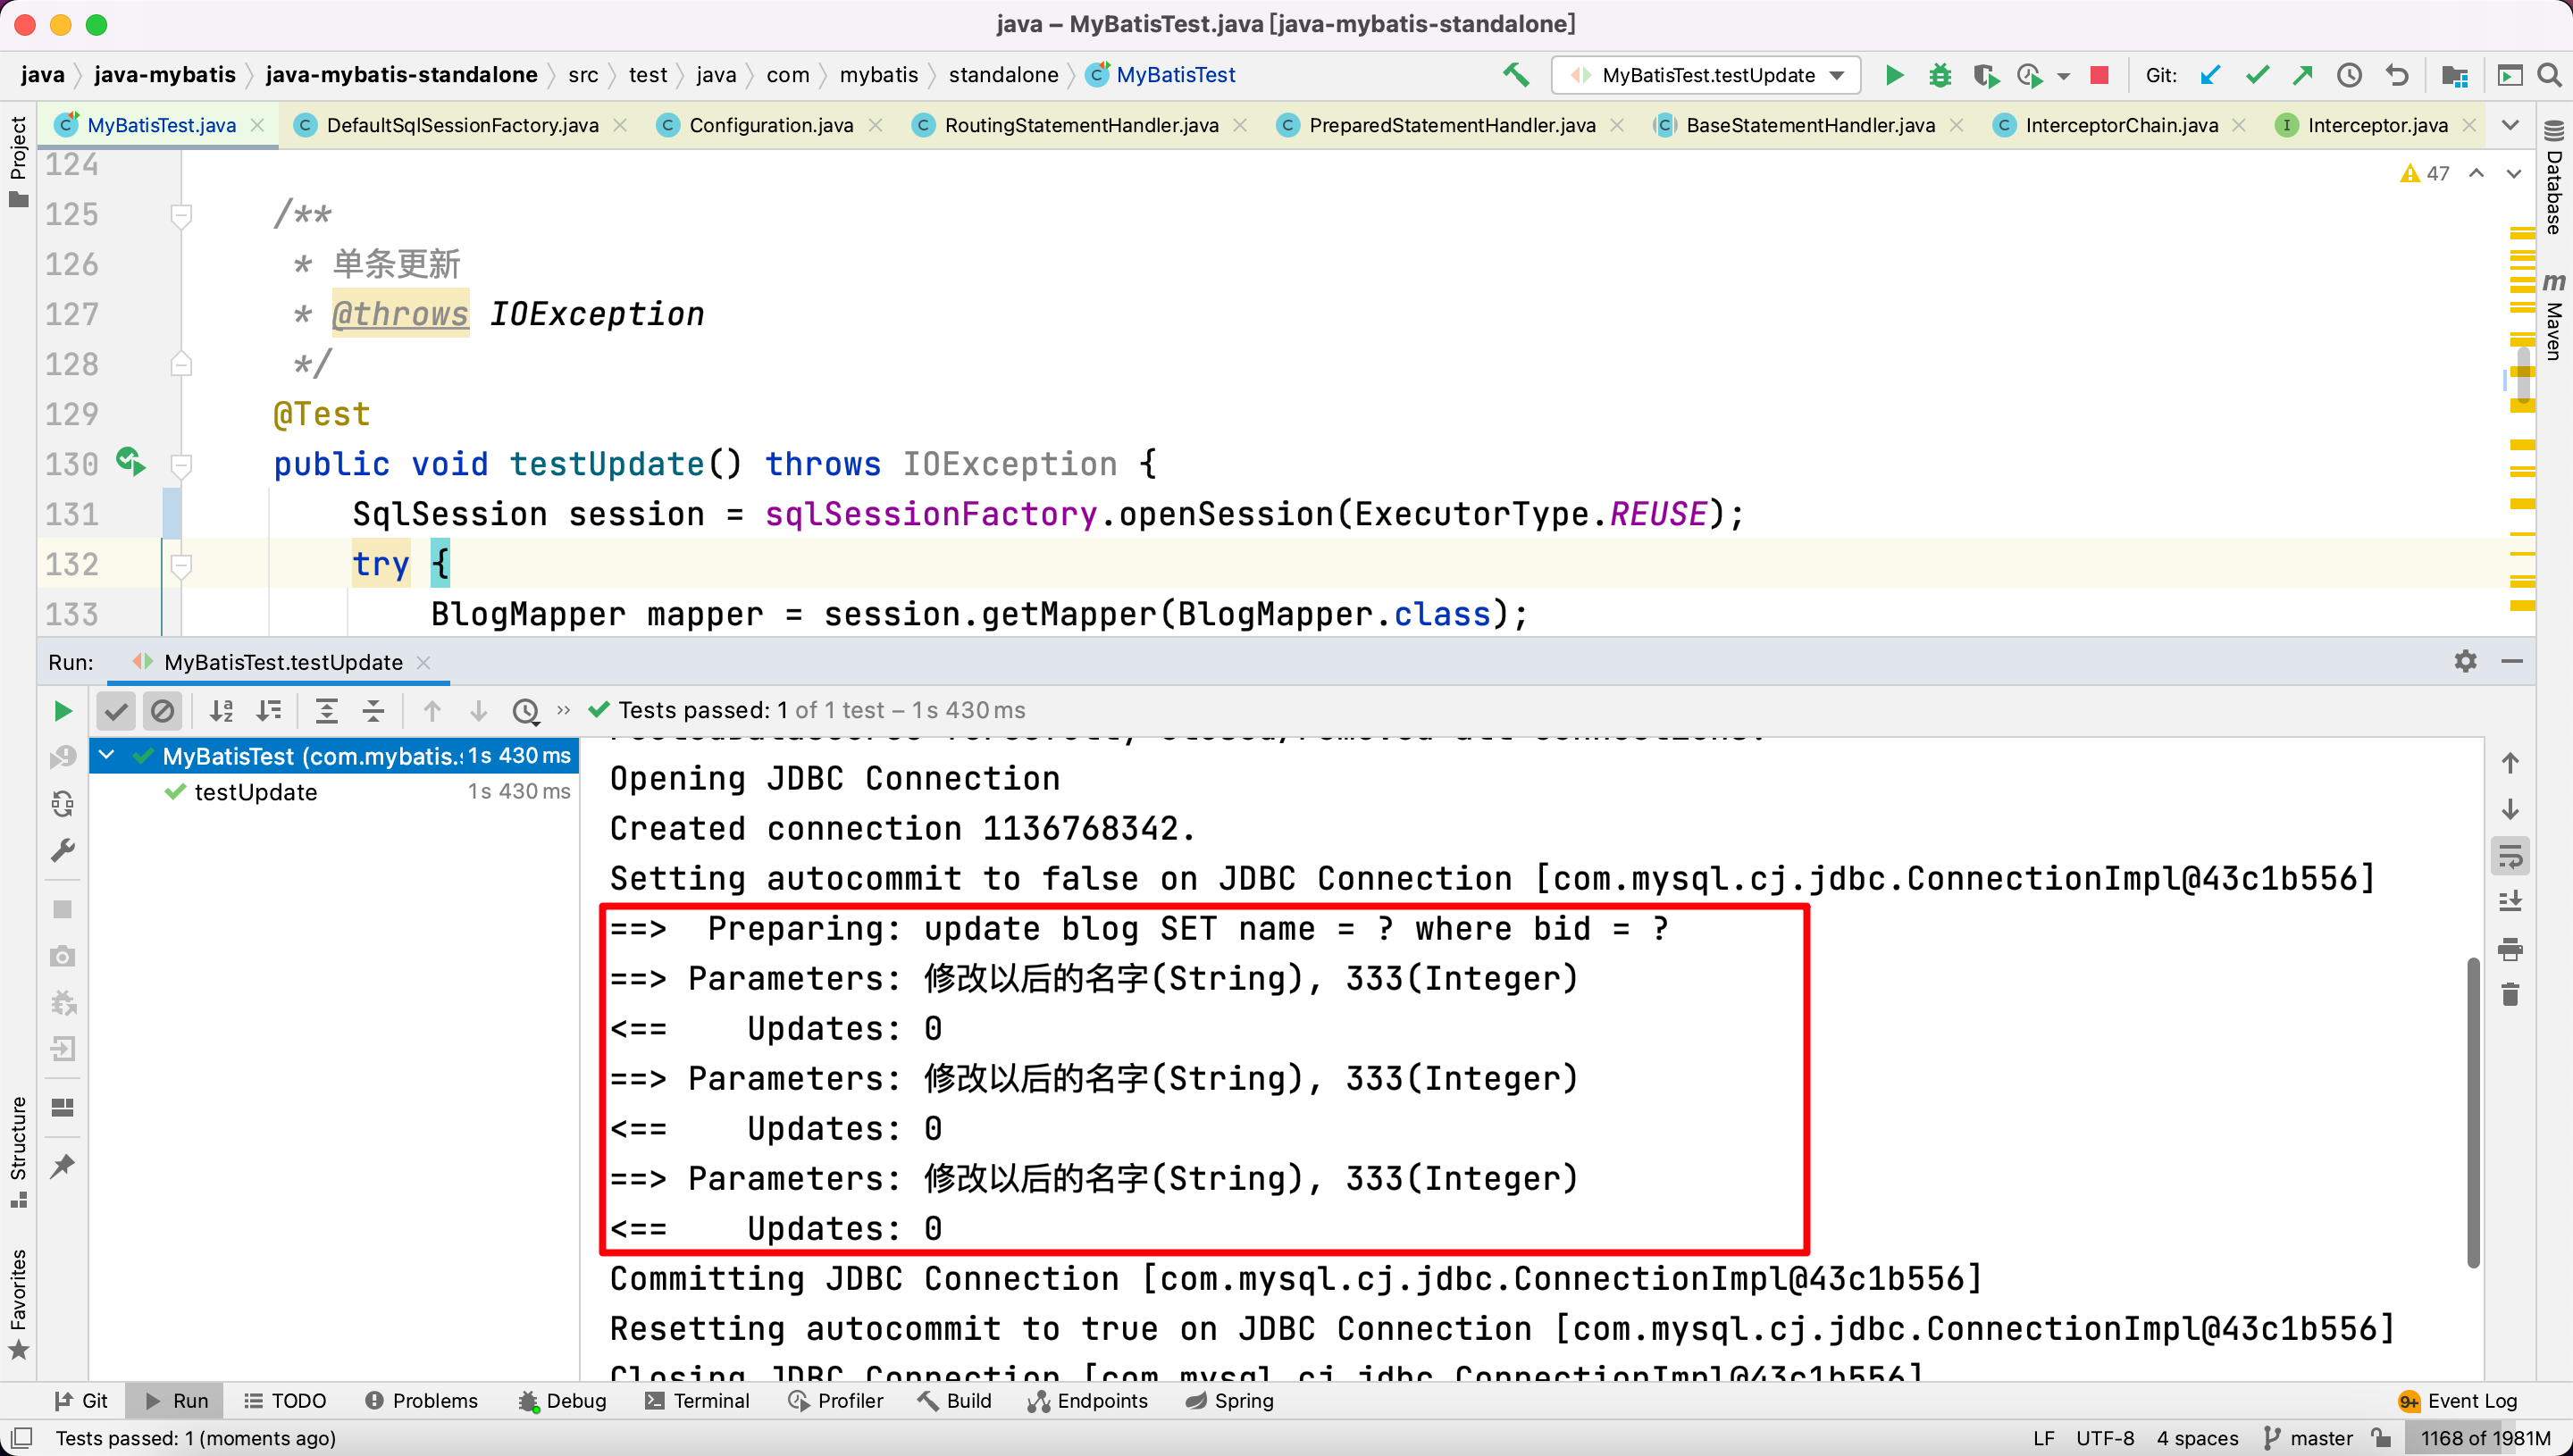 java – MyBatisTest.java [java-mybatis-standalone]
java java-mybatis java-mybatis-standalone src test java com mybatis standalone MyBatisTest MyBatisTest.testUpdate Git:
MyBatisTest.java DefaultSqlSessionFactory.java Configuration.java RoutingStatementHandler.java PreparedStatementHandler.java BaseStatementHandler.java InterceptorChain.java Interceptor.java
Project
Database
Maven
47
124
125 /**
126 * 单条更新
127 * @throws IOException
128 */
129 @Test
130 public void testUpdate() throws IOException {
131 SqlSession session = sqlSessionFactory.openSession(ExecutorType.REUSE);
132 try {
133 BlogMapper mapper = session.getMapper(BlogMapper.class);
Run: MyBatisTest.testUpdate
Tests passed: 1 of 1 test – 1 s 430 ms
MyBatisTest (com.mybatis.s 1 s 430 ms
testUpdate 1 s 430 ms
PooledDataSource forcefully closed/removed all connections.
Opening JDBC Connection
Created connection 1136768342.
Setting autocommit to false on JDBC Connection [com.mysql.cj.jdbc.ConnectionImpl@43c1b556]
==>  Preparing: update blog SET name = ? where bid = ?
==> Parameters: 修改以后的名字(String), 333(Integer)
<==    Updates: 0
==> Parameters: 修改以后的名字(String), 333(Integer)
<==    Updates: 0
==> Parameters: 修改以后的名字(String), 333(Integer)
<==    Updates: 0
Committing JDBC Connection [com.mysql.cj.jdbc.ConnectionImpl@43c1b556]
Resetting autocommit to true on JDBC Connection [com.mysql.cj.jdbc.ConnectionImpl@43c1b556]
Closing JDBC Connection [com.mysql.cj.jdbc.ConnectionImpl@43c1b556]
Structure
Favorites
Git Run TODO Problems Debug Terminal Profiler Build Endpoints Spring 9+ Event Log
Tests passed: 1 (moments ago) LF UTF-8 4 spaces master 1168 of 1981M